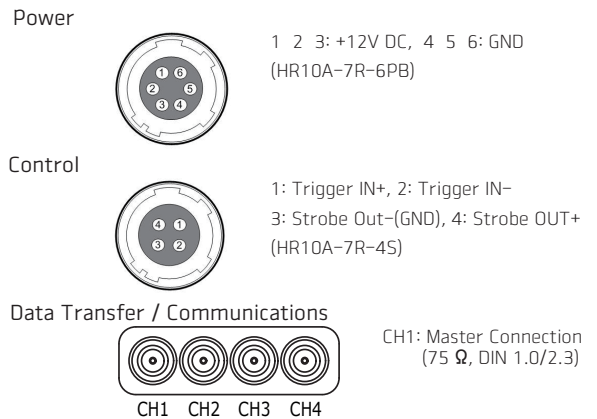 Power
1 2 3: +12V DC, 4 5 6: GND
(HR10A-7R-6PB)
1 6
2 5
3 4
Control
1: Trigger IN+, 2: Trigger IN-
3: Strobe Out-(GND), 4: Strobe OUT+
(HR10A-7R-4S)
4 1
3 2
Data Transfer / Communications
CH1: Master Connection
(75 Ω, DIN 1.0/2.3)
CH1 CH2 CH3 CH4